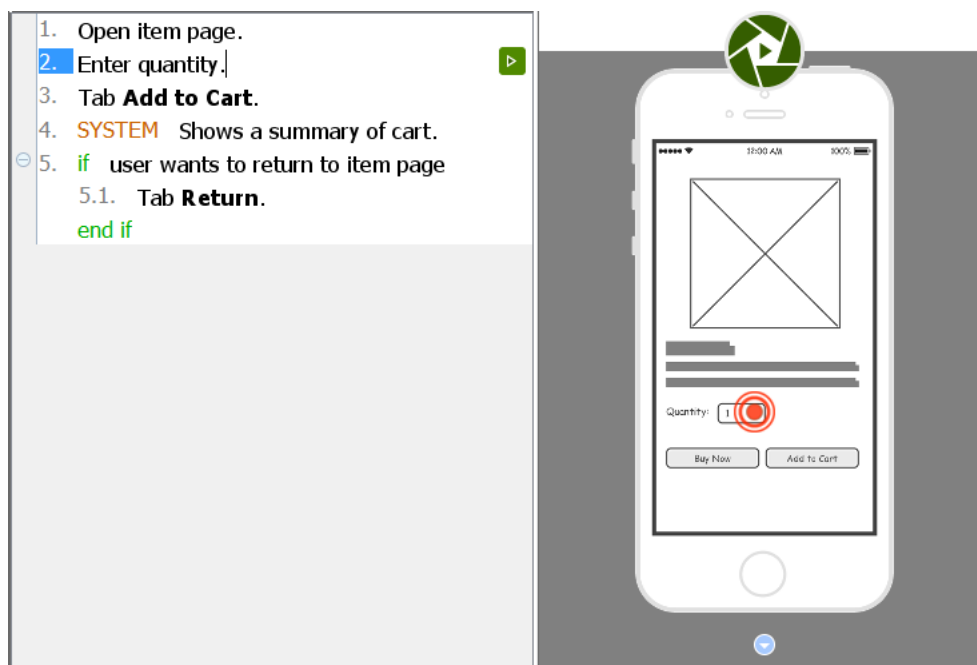 1. Open item page.
2. Enter quantity.
3. Tab Add to Cart.
4. SYSTEM Shows a summary of cart.
5. if user wants to return to item page
5.1. Tab Return.
end if
12:00 AM 100%
Quantity: 1
Buy Now Add to Cart